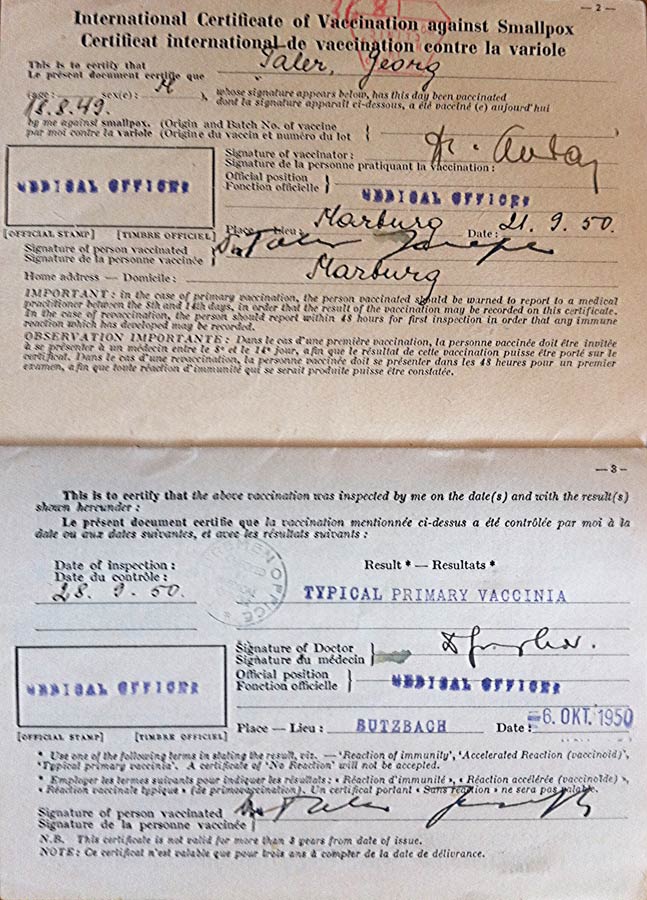 — 2 —
International Certificate of Vaccination against Smallpox
Certificat international de vaccination contre la variole
This is to certify that
Le présent document certifie que
Taler, Georg
(age: sex(e): M ), whose signature appears below, has this day been vaccinated
dont la signature apparaît ci-dessous, a été vacciné (e) aujourd'hui
18.8.49.
by me against smallpox. (Origin and Batch No. of vaccine
par moi contre la variole (Origine du vaccin et numéro du lot )
Signature of vaccinator:
Signature de la personne pratiquant la vaccination:
Official position
Fonction officielle
MEDICAL OFFICER
MEDICAL OFFICER
[OFFICIAL STAMP] [TIMBRE OFFICIEL]
Place — Lieu: Marburg Date: 21. 9. 50.
Signature of person vaccinated
Signature de la personne vaccinée
Taler
Home address — Domicile: Marburg
IMPORTANT: in the case of primary vaccination, the person vaccinated should be warned to report to a medical
practitioner between the 8th and 14th days, in order that the result of the vaccination may be recorded on this certificate.
In the case of revaccination, the person should report within 48 hours for first inspection in order that any immune
reaction which has developed may be recorded.
OBSERVATION IMPORTANTE: Dans le cas d'une première vaccination, la personne vaccinée doit être invitée
à se présenter à un médecin entre le 8e et le 14e jour, afin que le résultat de cette vaccination puisse être porté sur le
certificat. Dans le cas d'une revaccination, la personne vaccinée doit se présenter dans les 48 heures pour un premier
examen, afin que toute réaction d'immunité qui se serait produite puisse être constatée.
— 3 —
This is to certify that the above vaccination was inspected by me on the date(s) and with the result(s)
shown hereunder:
Le présent document certifie que la vaccination mentionnée ci-dessus a été contrôlée par moi à la
date ou aux dates suivantes, et avec les résultats suivants:
Date of inspection:
Date du contrôle:
28. 9. 50.
Result * — Resultats *
TYPICAL PRIMARY VACCINIA
OFFICE
Signature of Doctor
Signature du médecin
Official position
Fonction officielle
MEDICAL OFFICER
MEDICAL OFFICER
[OFFICIAL STAMP] [TIMBRE OFFICIEL]
Place — Lieu: BUTZBACH Date: -6. OKT. 1950
* Use one of the following terms in stating the result, viz. — 'Reaction of immunity', 'Accelerated Reaction (vaccinoid)',
'Typical primary vaccinia'. A certificate of 'No Reaction' will not be accepted.
* Employer les termes suivants pour indiquer les résultats: « Réaction d'immunité », « Réaction accélérée (vaccinoïde) »,
« Réaction vaccinale typique » (de primovaccination). Un certificat portant « Sans réaction » ne sera pas valable.
Signature of person vaccinated
Signature de la personne vaccinée
Taler
N.B. This certificate is not valid for more than 3 years from date of issue.
NOTE: Ce certificat n'est valable que pour trois ans à compter de la date de délivrance.